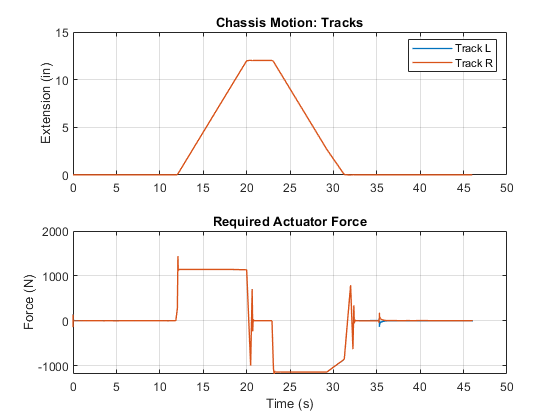 Chassis Motion: Tracks
15
10
5
0
Extension (in)
Track L
Track R
0 5 10 15 20 25 30 35 40 45 50
Required Actuator Force
2000
1000
0
-1000
Force (N)
0 5 10 15 20 25 30 35 40 45 50
Time (s)